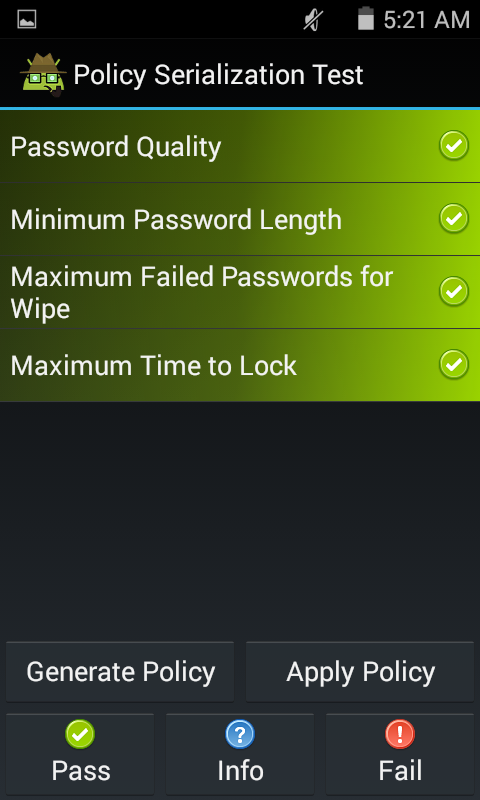 5:21 AM
Policy Serialization Test
Password Quality
Minimum Password Length
Maximum Failed Passwords for
Wipe
Maximum Time to Lock
Generate Policy
Apply Policy
Pass
Info
Fail